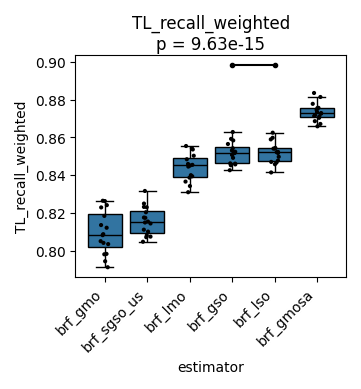 TL_recall_weighted
p = 9.63e-15
TL_recall_weighted
0.90
0.88
0.86
0.84
0.82
0.80
brf_gmo
brf_sgso_us
brf_lmo
brf_gso
brf_lso
brf_gmosa
estimator